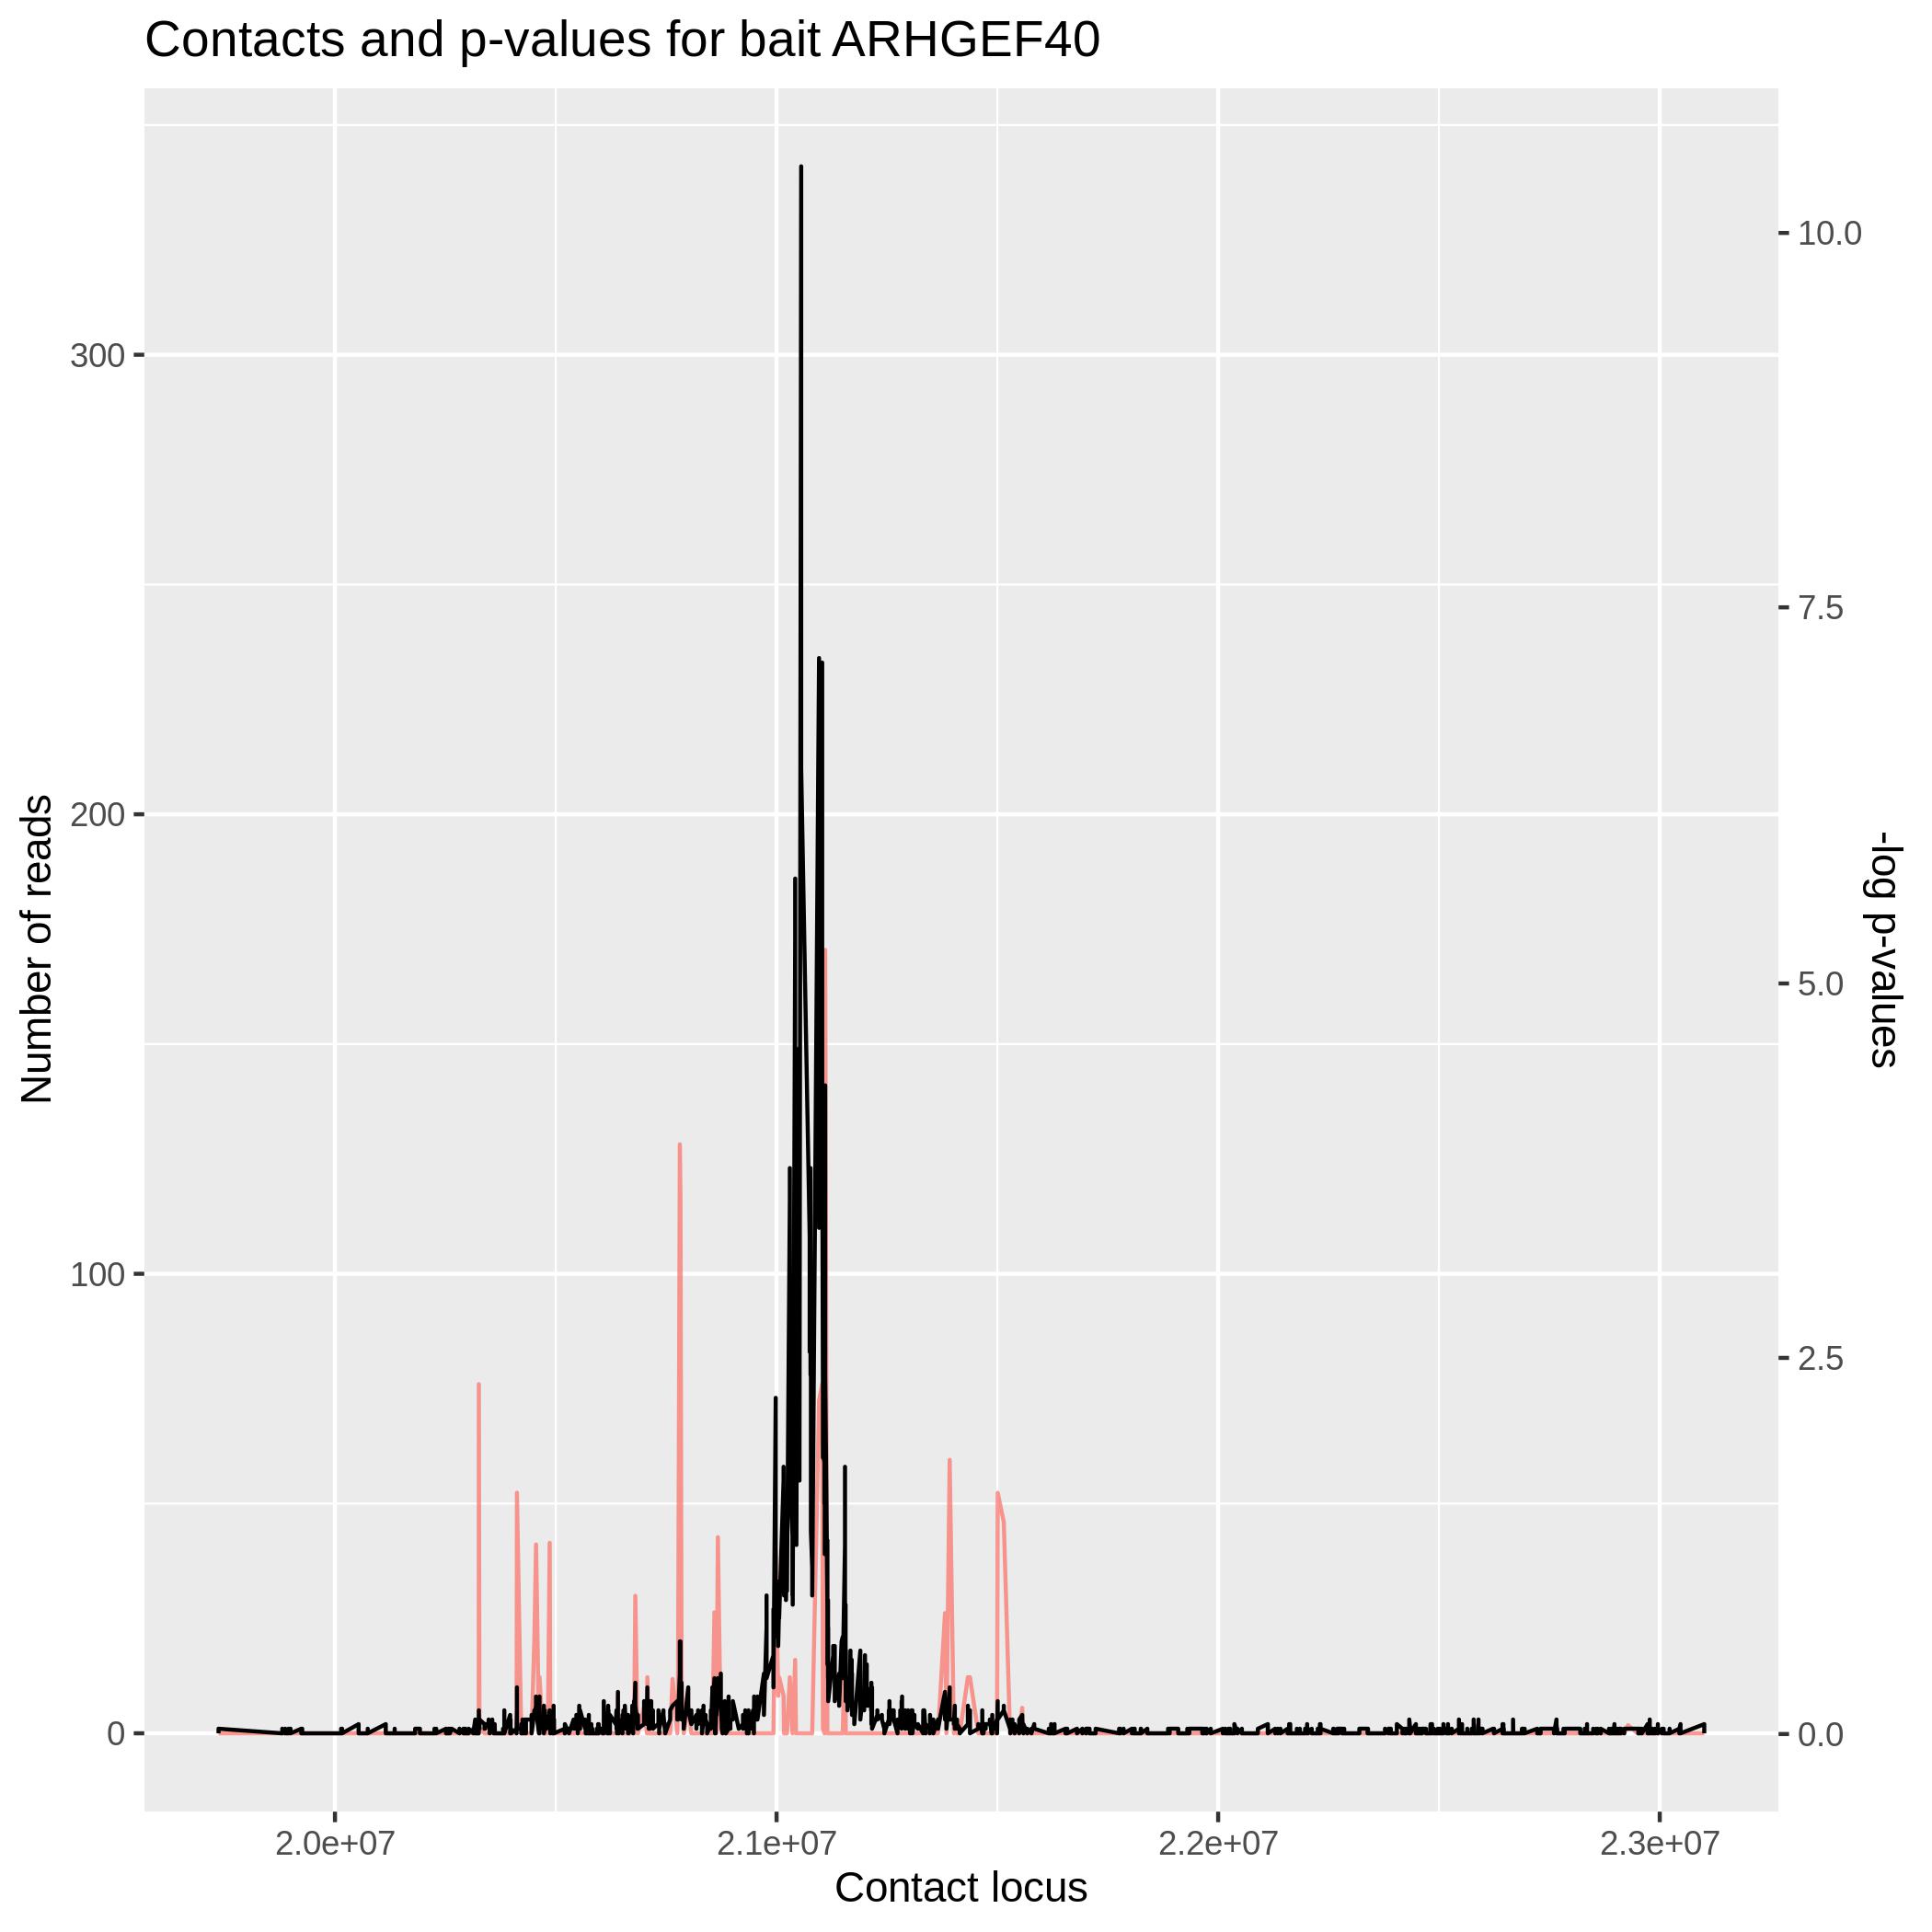 Contacts and p-values for bait ARHGEF40
Number of reads
300
200
100
0
10.0
7.5
5.0
2.5
0.0
-log p-values
2.0e+07
2.1e+07
2.2e+07
2.3e+07
Contact locus